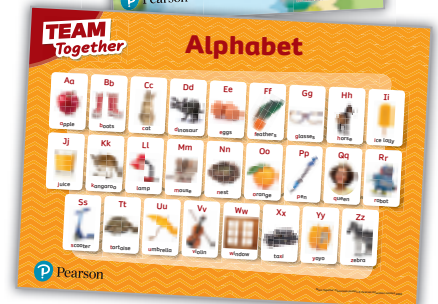 Pearson
TEAM
Together
Alphabet
Aa Bb Cc Dd Ee Ff Gg Hh Ii
apple boots cat dinosaur eggs feathers glasses horse ice lolly
Jj Kk Ll Mm Nn Oo Pp Qq Rr
juice kangaroo lamp mouse nest orange pen queen robot
Ss Tt Uu Vv Ww Xx Yy Zz
scooter tortoise umbrella violin window taxi yoyo zebra
Pearson